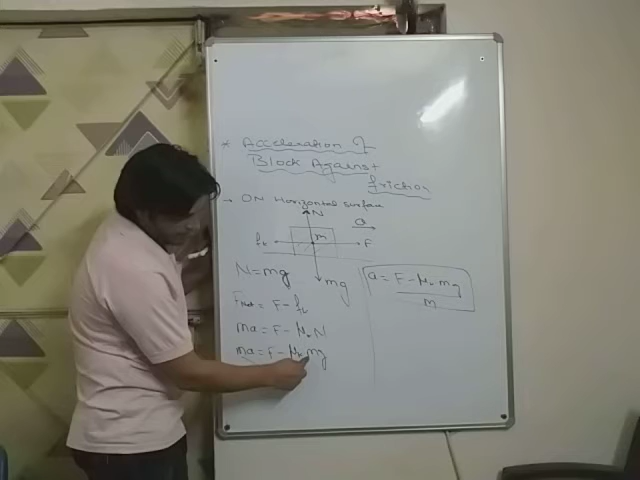 * Acceleration of
Block Against
friction
→ ON Horizontal surface
N
a
m
fk
F
mg
N = mg
FNet = F - fk
ma = F - μk N
ma = F - μk mg
a = F - μk mg
m